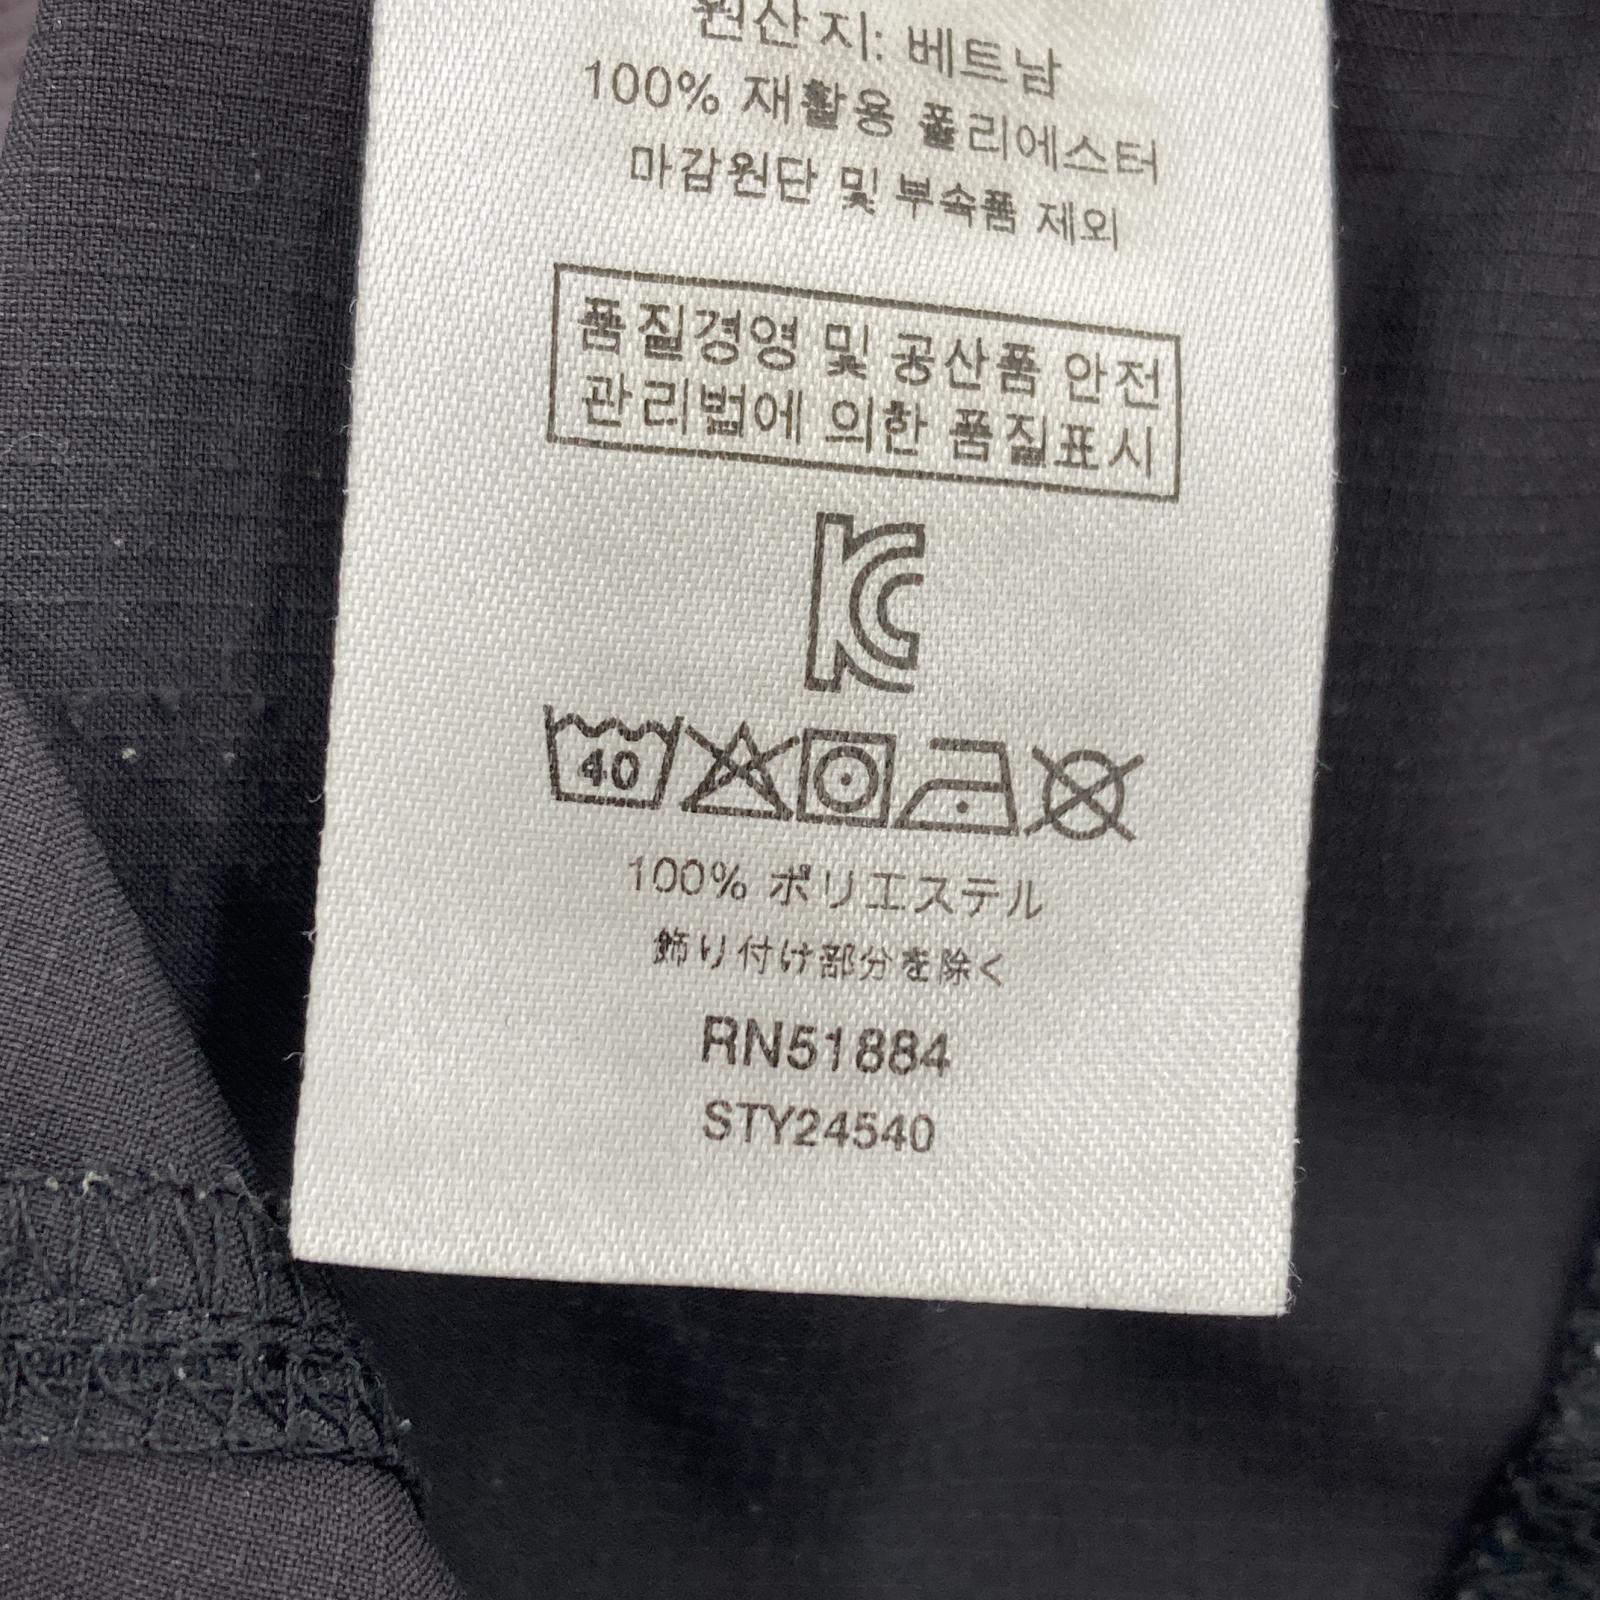 원산지: 베트남
100% 재활용 폴리에스터
마감원단 및 부속품 제외
품질경영 및 공산품 안전
관리법에 의한 품질표시
KC
40
100% ポリエステル
飾り付け部分を除く
RN51884
STY24540